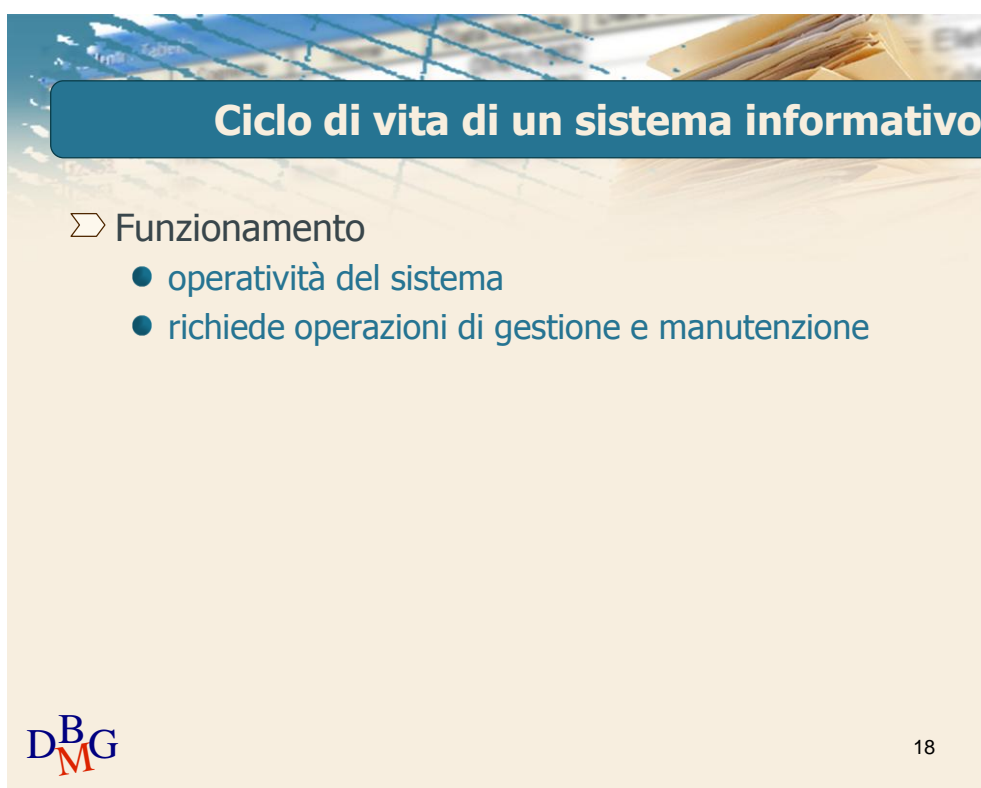 Ciclo di vita di un sistema informativo
Funzionamento
operatività del sistema
richiede operazioni di gestione e manutenzione
DBMG
18